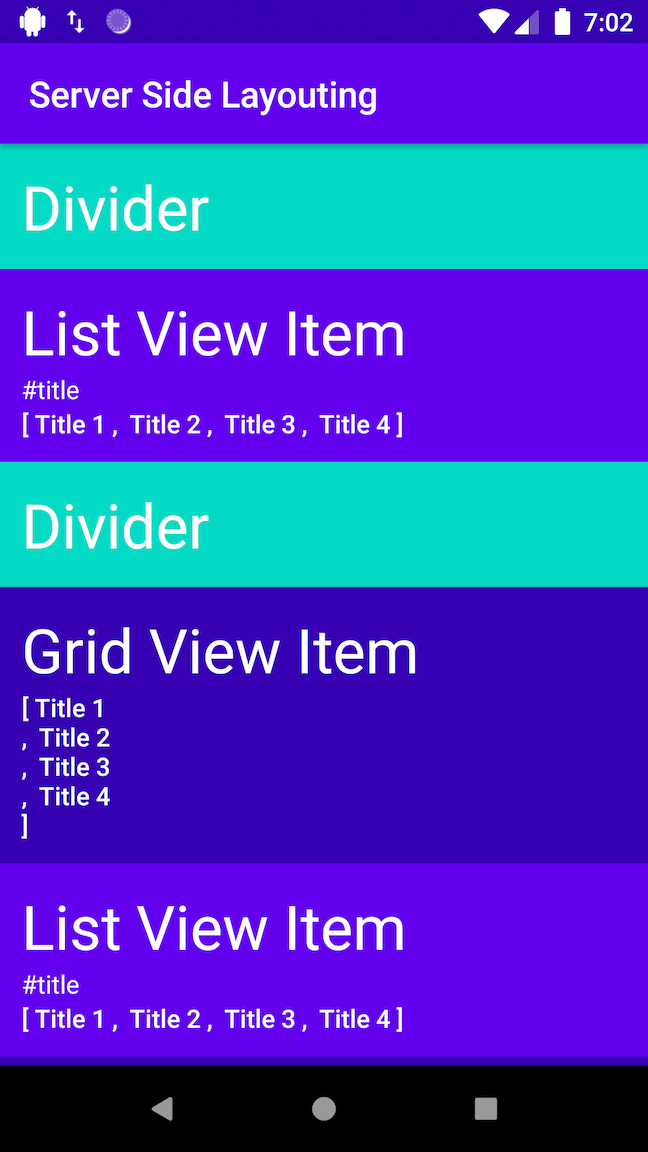 7:02
Server Side Layouting
Divider
List View Item
#title
[ Title 1 ,  Title 2 ,  Title 3 ,  Title 4 ]
Divider
Grid View Item
[ Title 1
,  Title 2
,  Title 3
,  Title 4
]
List View Item
#title
[ Title 1 ,  Title 2 ,  Title 3 ,  Title 4 ]